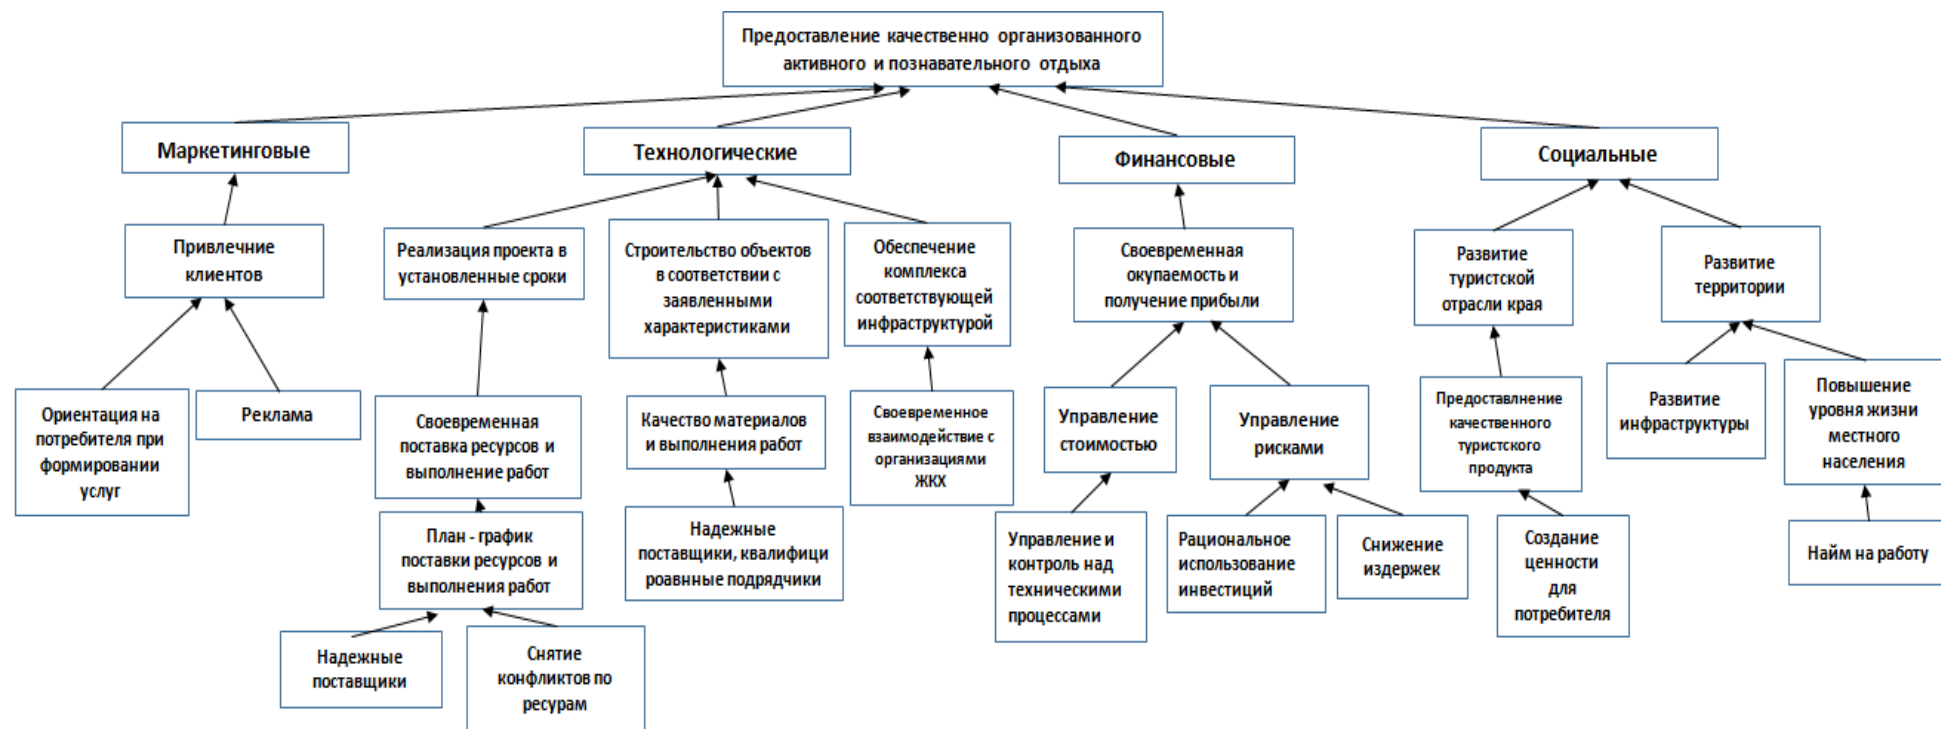 Предоставление качественно организованного
активного и познавательного отдыха
Маркетинговые
Технологические
Финансовые
Социальные
Привлечние
клиентов
Реализация проекта в
установленные сроки
Строительство объектов
в соответствии с
заявленными
характеристиками
Обеспечение
комплекса
соответствующей
инфраструктурой
Своевременная
окупаемость и
получение прибыли
Развитие
туристской
отрасли края
Развитие
территории
Ориентация на
потребителя при
формировании
услуг
Реклама
Своевременная
поставка ресурсов и
выполнение работ
Качество материалов
и выполнения работ
Своевременное
взаимодействие с
организациями
ЖКХ
Управление
стоимостью
Управление
рисками
Предоставлнение
качественного
туристского
продукта
Развитие
инфраструктуры
Повышение
уровня жизни
местного
населения
План - график
поставки ресурсов и
выполнения работ
Надежные
поставщики, квалифици
роавнные подрядчики
Управление и
контроль над
техническими
процессами
Рациональное
использование
инвестиций
Снижение
издержек
Создание
ценности
для
потребителя
Найм на работу
Надежные
поставщики
Снятие
конфликтов по
ресурам